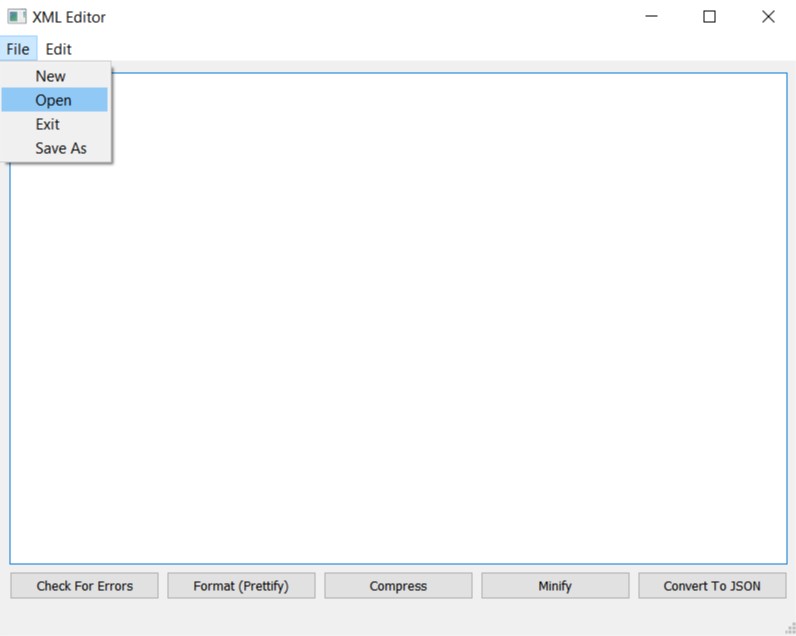 XML Editor
File Edit
New
Open
Exit
Save As
Check For Errors Format (Prettify) Compress Minify Convert To JSON